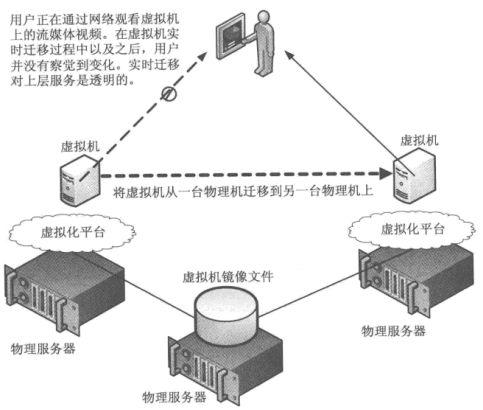 用户正在通过网络观看虚拟机
上的流媒体视频。在虚拟机实
时迁移过程中以及之后，用户
并没有察觉到变化。实时迁移
对上层服务是透明的。
虚拟机
虚拟机
将虚拟机从一台物理机迁移到另一台物理机上
虚拟化平台
虚拟化平台
虚拟机镜像文件
物理服务器
物理服务器
物理服务器